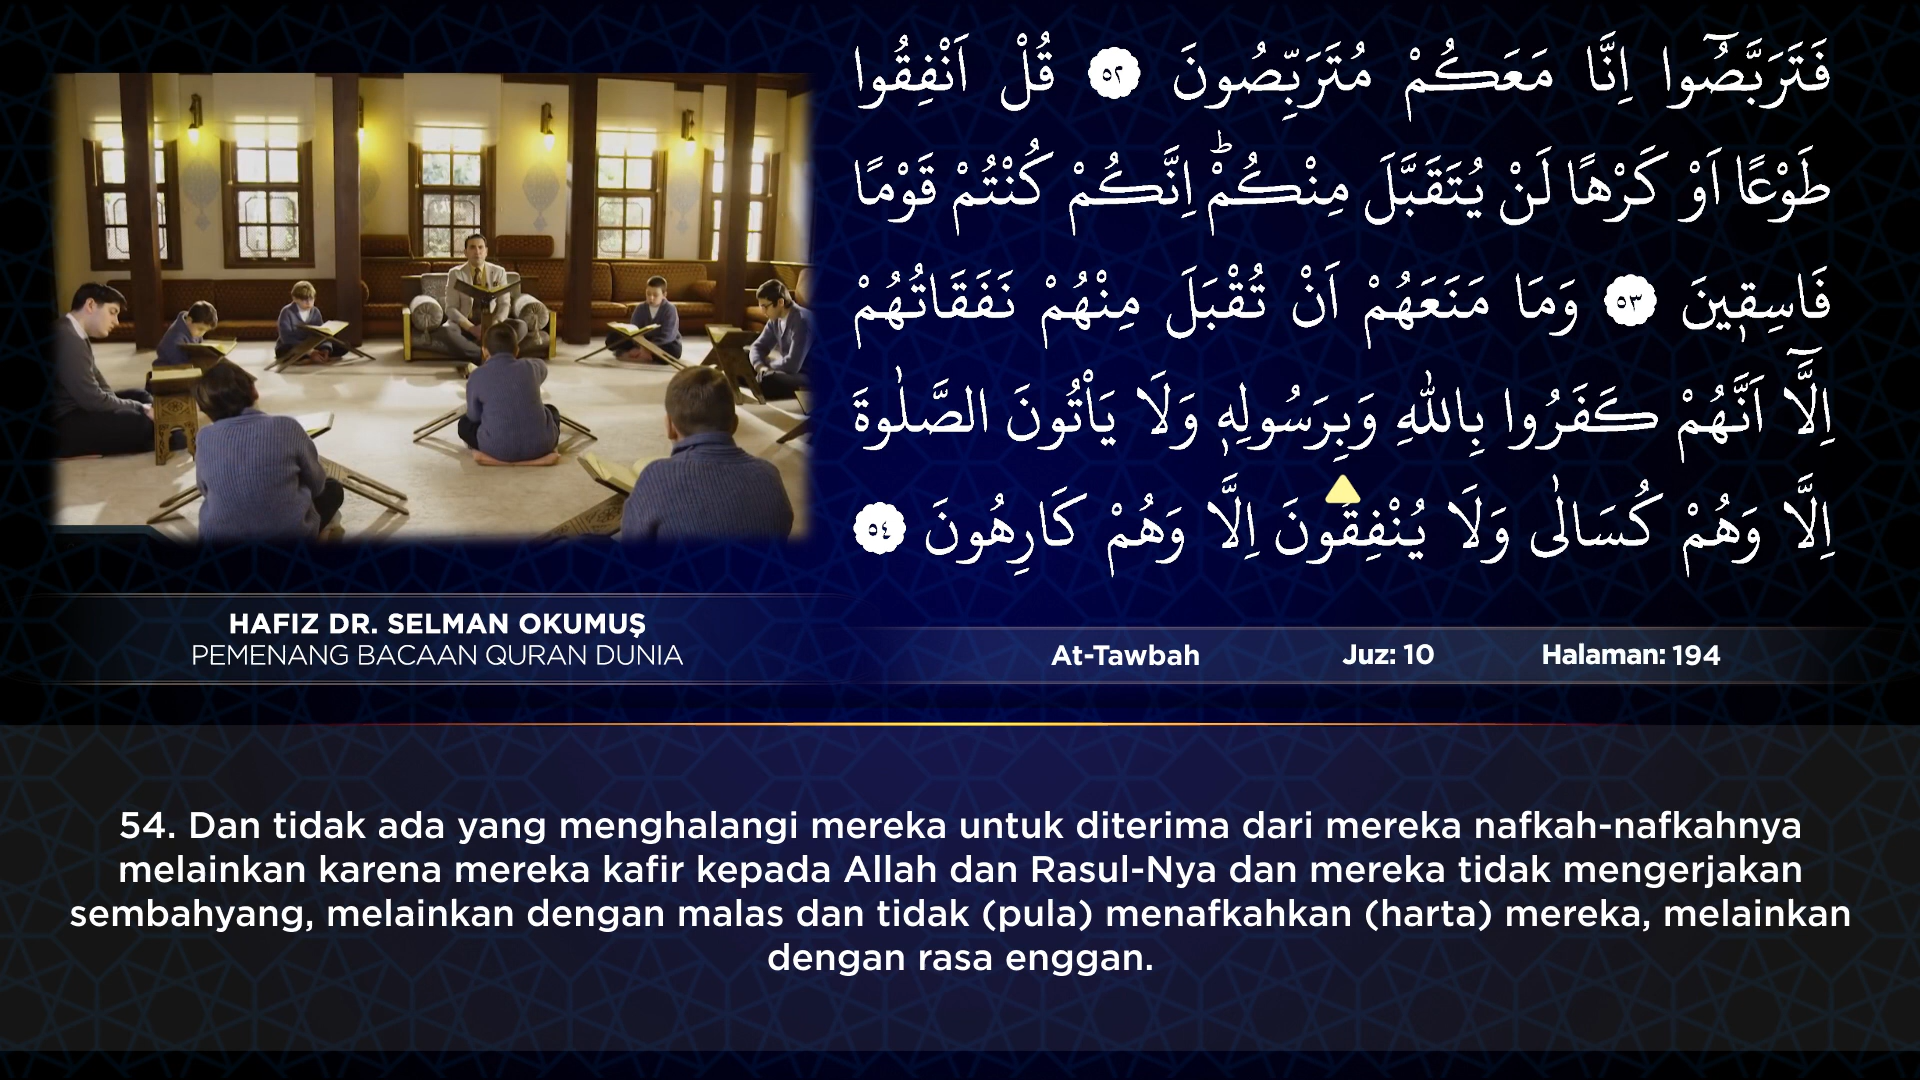 فَتَرَبَّصُٓوا اِنَّا مَعَكُمْ مُتَرَبِّصُونَ ٥٢ قُلْ اَنْفِقُوا
طَوْعًا اَوْ كَرْهًا لَنْ يُتَقَبَّلَ مِنْكُمْۜ اِنَّكُمْ كُنْتُمْ قَوْمًا
فَاسِقٖينَ ٥٣ وَمَا مَنَعَهُمْ اَنْ تُقْبَلَ مِنْهُمْ نَفَقَاتُهُمْ
اِلَّٓا اَنَّهُمْ كَفَرُوا بِاللّٰهِ وَبِرَسُولِهٖ وَلَا يَأْتُونَ الصَّلٰوةَ
اِلَّا وَهُمْ كُسَالٰى وَلَا يُنْفِقُونَ اِلَّا وَهُمْ كَارِهُونَ ٥٤
HAFIZ DR. SELMAN OKUMUŞ
PEMENANG BACAAN QURAN DUNIA
At-Tawbah Juz: 10 Halaman: 194
54. Dan tidak ada yang menghalangi mereka untuk diterima dari mereka nafkah-nafkahnya
melainkan karena mereka kafir kepada Allah dan Rasul-Nya dan mereka tidak mengerjakan
sembahyang, melainkan dengan malas dan tidak (pula) menafkahkan (harta) mereka, melainkan
dengan rasa enggan.